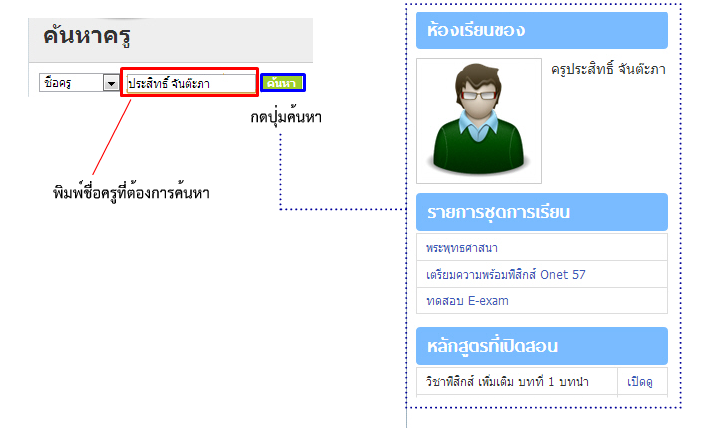 ค้นหาครู
ชื่อครู ประสิทธิ์ จันต๊ะภา ค้นหา
กดปุ่มค้นหา
พิมพ์ชื่อครูที่ต้องการค้นหา
ห้องเรียนของ
ครูประสิทธิ์ จันต๊ะภา
รายการชุดการเรียน
พระพุทธศาสนา
เตรียมความพร้อมฟิสิกส์ Onet 57
ทดสอบ E-exam
หลักสูตรที่เปิดสอน
วิชาฟิสิกส์ เพิ่มเติม บทที่ 1 บทนำ เปิดดู